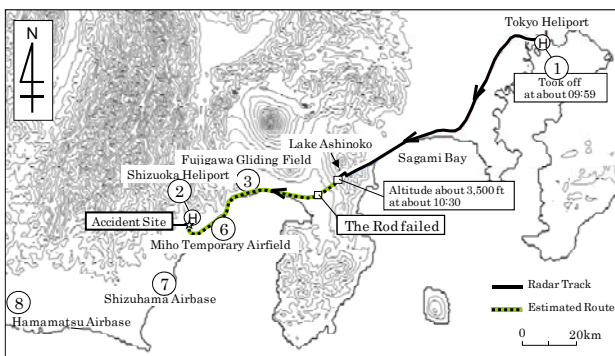 N
Tokyo Heliport
H
1
Took off
at about 09:59
Lake Ashinoko
Sagami Bay
Fujigawa Gliding Field
3
Shizuoka Heliport
2
H
Altitude about 3,500 ft
at about 10:30
Accident Site
The Rod failed
6
Miho Temporary Airfield
7
Shizuhama Airbase
8
Hamamatsu Airbase
Radar Track
Estimated Route
0 20km